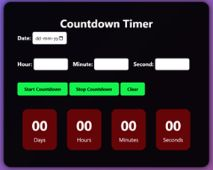 Countdown Timer
Date: dd-mm-yy
Hour: Minute: Second:
Start Countdown Stop Countdown Clear
00 00 00 00
Days Hours Minutes Seconds